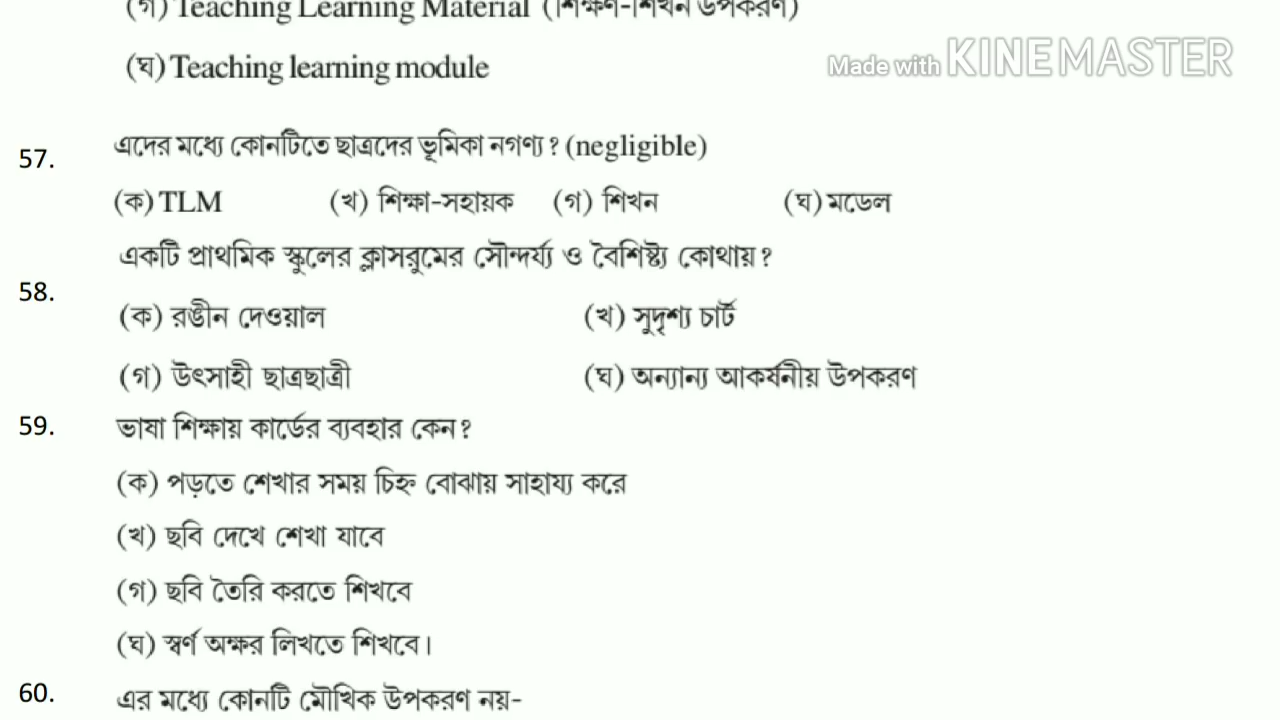 (গ) Teaching Learning Material (শিক্ষণ-শিখন উপকরণ)
(ঘ) Teaching learning module
Made with KINEMASTER
57. এদের মধ্যে কোনটিতে ছাত্রদের ভূমিকা নগণ্য ? (negligible)
(ক) TLM (খ) শিক্ষা-সহায়ক (গ) শিখন (ঘ) মডেল
একটি প্রাথমিক স্কুলের ক্লাসরুমের সৌন্দর্য্য ও বৈশিষ্ট্য কোথায় ?
58.
(ক) রঙীন দেওয়াল (খ) সুদৃশ্য চার্ট
(গ) উৎসাহী ছাত্রছাত্রী (ঘ) অন্যান্য আকর্ষনীয় উপকরণ
59. ভাষা শিক্ষায় কার্ডের ব্যবহার কেন ?
(ক) পড়তে শেখার সময় চিহ্ন বোঝায় সাহায্য করে
(খ) ছবি দেখে শেখা যাবে
(গ) ছবি তৈরি করতে শিখবে
(ঘ) স্বর্ণ অক্ষর লিখতে শিখবে।
60. এর মধ্যে কোনটি মৌখিক উপকরণ নয়-